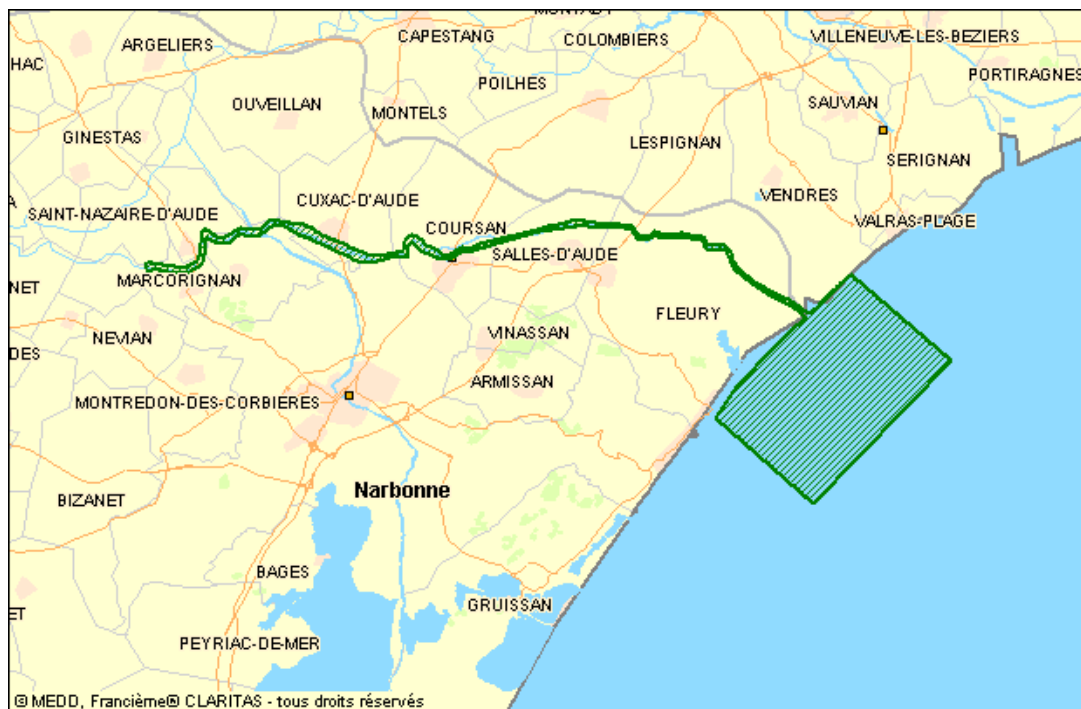 MONTADY
CAPESTANG
ARGELIERS
COLOMBIERS
VILLENEUVE-LES-BEZIERS
HAC
POILHES
PORTIRAGNES
OUVEILLAN
MONTELS
SAUVIAN
GINESTAS
LESPIGNAN
SERIGNAN
VENDRES
CUXAC-D'AUDE
SAINT-NAZAIRE-D'AUDE
VALRAS-PLAGE
COURSAN
SALLES-D'AUDE
MARCORIGNAN
NET
FLEURY
NEVIAN
VINASSAN
DES
ARMISSAN
MONTREDON-DES-CORBIERES
Narbonne
BIZANET
BAGES
GRUISSAN
ET
PEYRIAC-DE-MER
© MEDD, Francième® CLARITAS - tous droits réservés